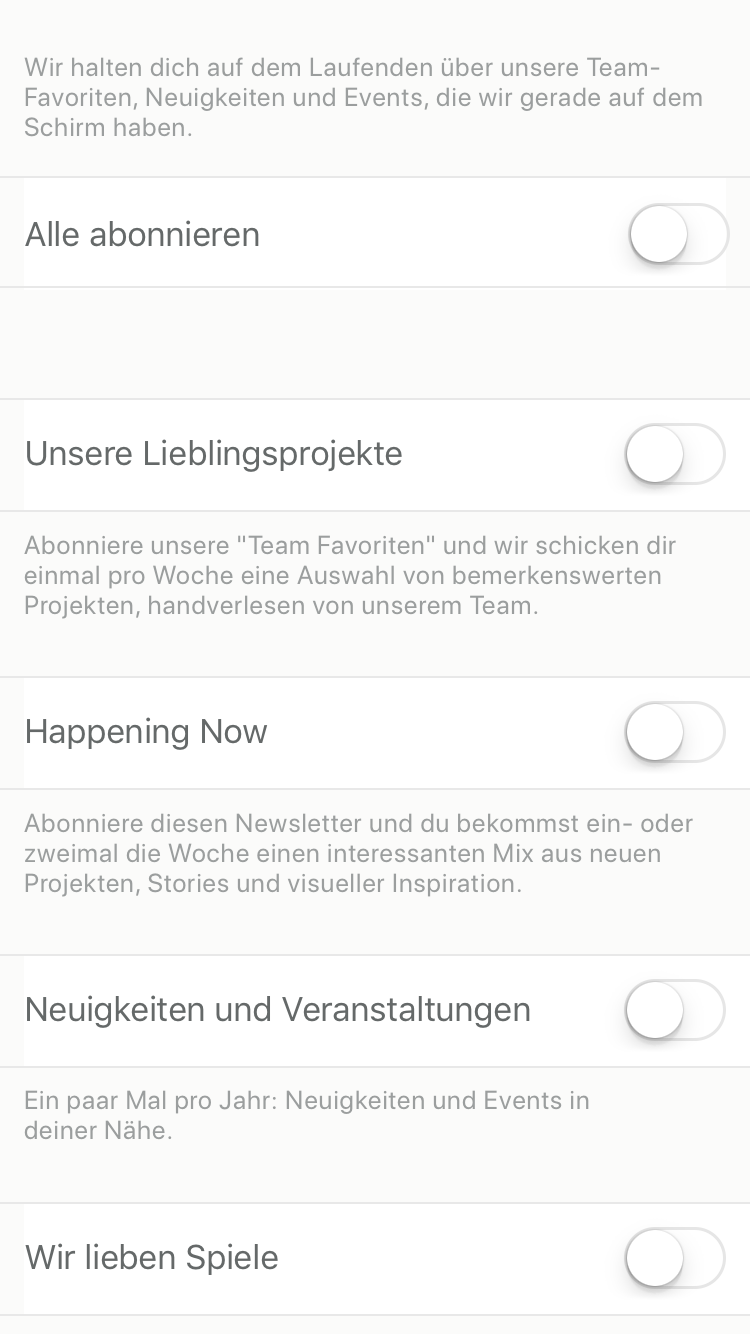 Wir halten dich auf dem Laufenden über unsere Team-
Favoriten, Neuigkeiten und Events, die wir gerade auf dem
Schirm haben.
Alle abonnieren
Unsere Lieblingsprojekte
Abonniere unsere "Team Favoriten" und wir schicken dir
einmal pro Woche eine Auswahl von bemerkenswerten
Projekten, handverlesen von unserem Team.
Happening Now
Abonniere diesen Newsletter und du bekommst ein- oder
zweimal die Woche einen interessanten Mix aus neuen
Projekten, Stories und visueller Inspiration.
Neuigkeiten und Veranstaltungen
Ein paar Mal pro Jahr: Neuigkeiten und Events in
deiner Nähe.
Wir lieben Spiele